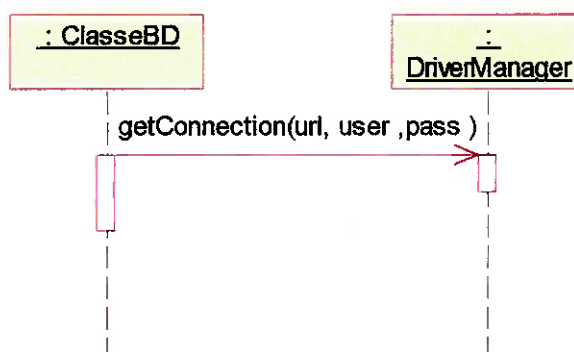 : ClasseBD
:
DriverManager
getConnection(url, user ,pass )